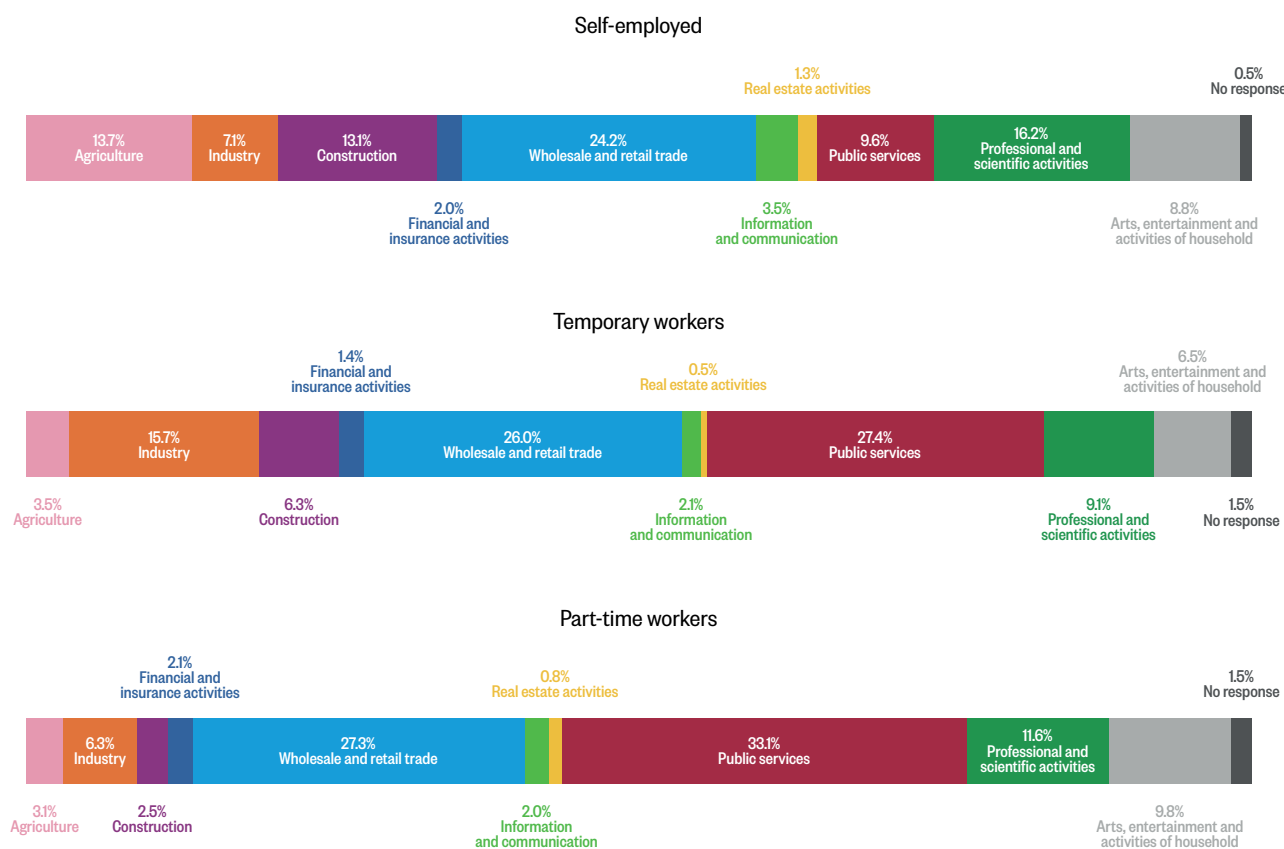 Self-employed
1.3%
Real estate activities
0.5%
No response
13.7%
Agriculture
7.1%
Industry
13.1%
Construction
24.2%
Wholesale and retail trade
9.6%
Public services
16.2%
Professional and
scientific activities
2.0%
Financial and
insurance activities
3.5%
Information
and communication
8.8%
Arts, entertainment and
activities of household
Temporary workers
1.4%
Financial and
insurance activities
0.5%
Real estate activities
6.5%
Arts, entertainment and
activities of household
15.7%
Industry
26.0%
Wholesale and retail trade
27.4%
Public services
3.5%
Agriculture
6.3%
Construction
2.1%
Information
and communication
9.1%
Professional and
scientific activities
1.5%
No response
Part-time workers
2.1%
Financial and
insurance activities
0.8%
Real estate activities
1.5%
No response
6.3%
Industry
27.3%
Wholesale and retail trade
33.1%
Public services
11.6%
Professional and
scientific activities
3.1%
Agriculture
2.5%
Construction
2.0%
Information
and communication
9.8%
Arts, entertainment and
activities of household